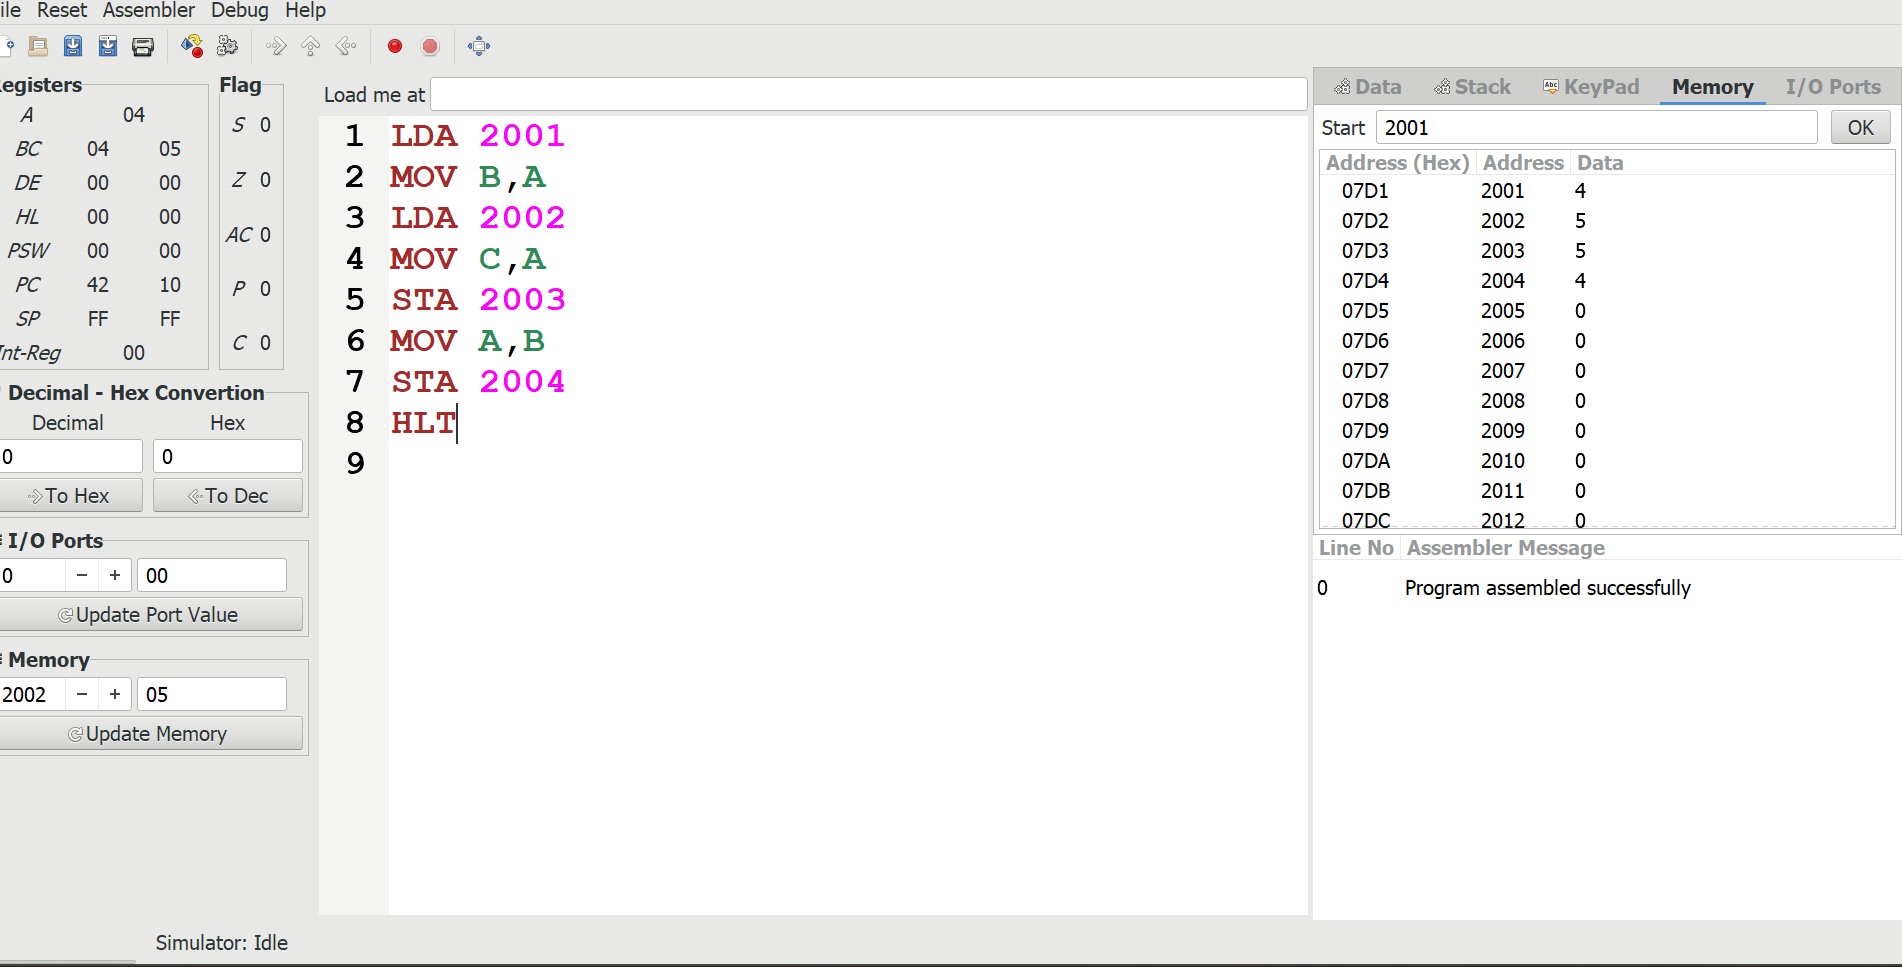 ile Reset Assembler Debug Help
egisters
A 04
BC 04 05
DE 00 00
HL 00 00
PSW 00 00
PC 42 10
SP FF FF
Int-Reg 00
Flag
S 0
Z 0
AC 0
P 0
C 0
Decimal - Hex Convertion
Decimal Hex
0 0
To Hex To Dec
I/O Ports
0 − + 00
Update Port Value
Memory
2002 − + 05
Update Memory
Load me at
1 LDA 2001
2 MOV B,A
3 LDA 2002
4 MOV C,A
5 STA 2003
6 MOV A,B
7 STA 2004
8 HLT
9
Data Stack Abc KeyPad Memory I/O Ports
Start 2001 OK
Address (Hex) Address Data
07D1 2001 4
07D2 2002 5
07D3 2003 5
07D4 2004 4
07D5 2005 0
07D6 2006 0
07D7 2007 0
07D8 2008 0
07D9 2009 0
07DA 2010 0
07DB 2011 0
07DC 2012 0
Line No Assembler Message
0 Program assembled successfully
Simulator: Idle